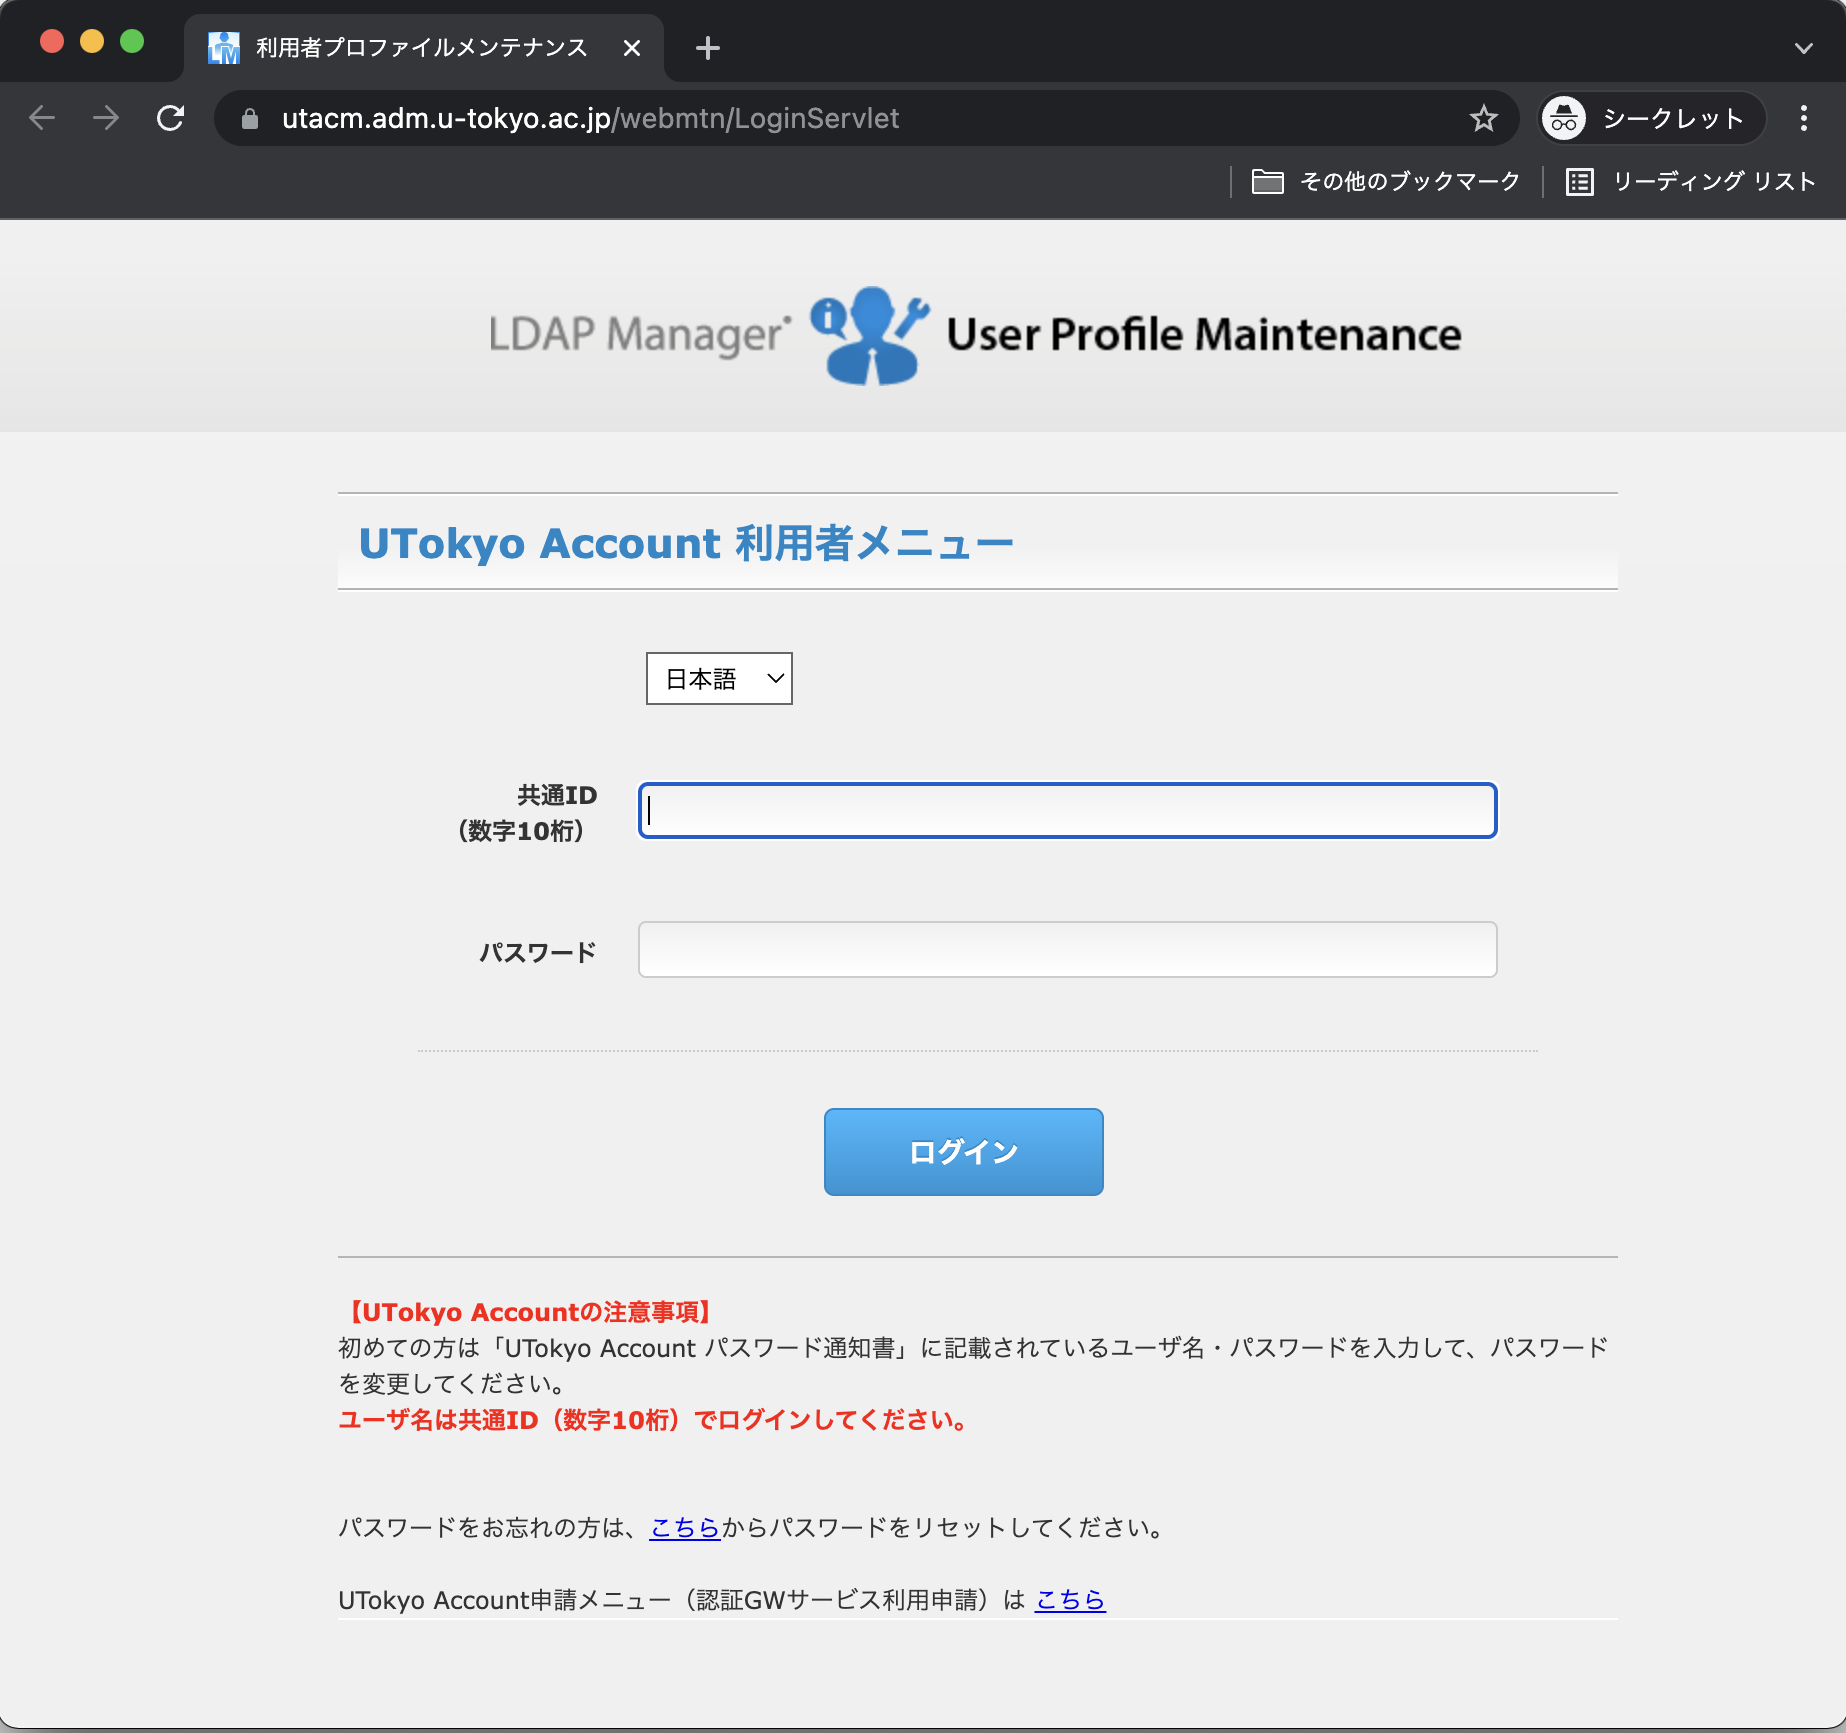 利用者プロファイルメンテナンス
utacm.adm.u-tokyo.ac.jp/webmtn/LoginServlet
シークレット
その他のブックマーク
リーディング リスト
LDAP Manager
User Profile Maintenance
UTokyo Account 利用者メニュー
日本語
共通ID
（数字10桁）
パスワード
ログイン
【UTokyo Accountの注意事項】
初めての方は「UTokyo Account パスワード通知書」に記載されているユーザ名・パスワードを入力して、パスワード
を変更してください。
ユーザ名は共通ID（数字10桁）でログインしてください。
パスワードをお忘れの方は、こちらからパスワードをリセットしてください。
UTokyo Account申請メニュー（認証GWサービス利用申請）は こちら